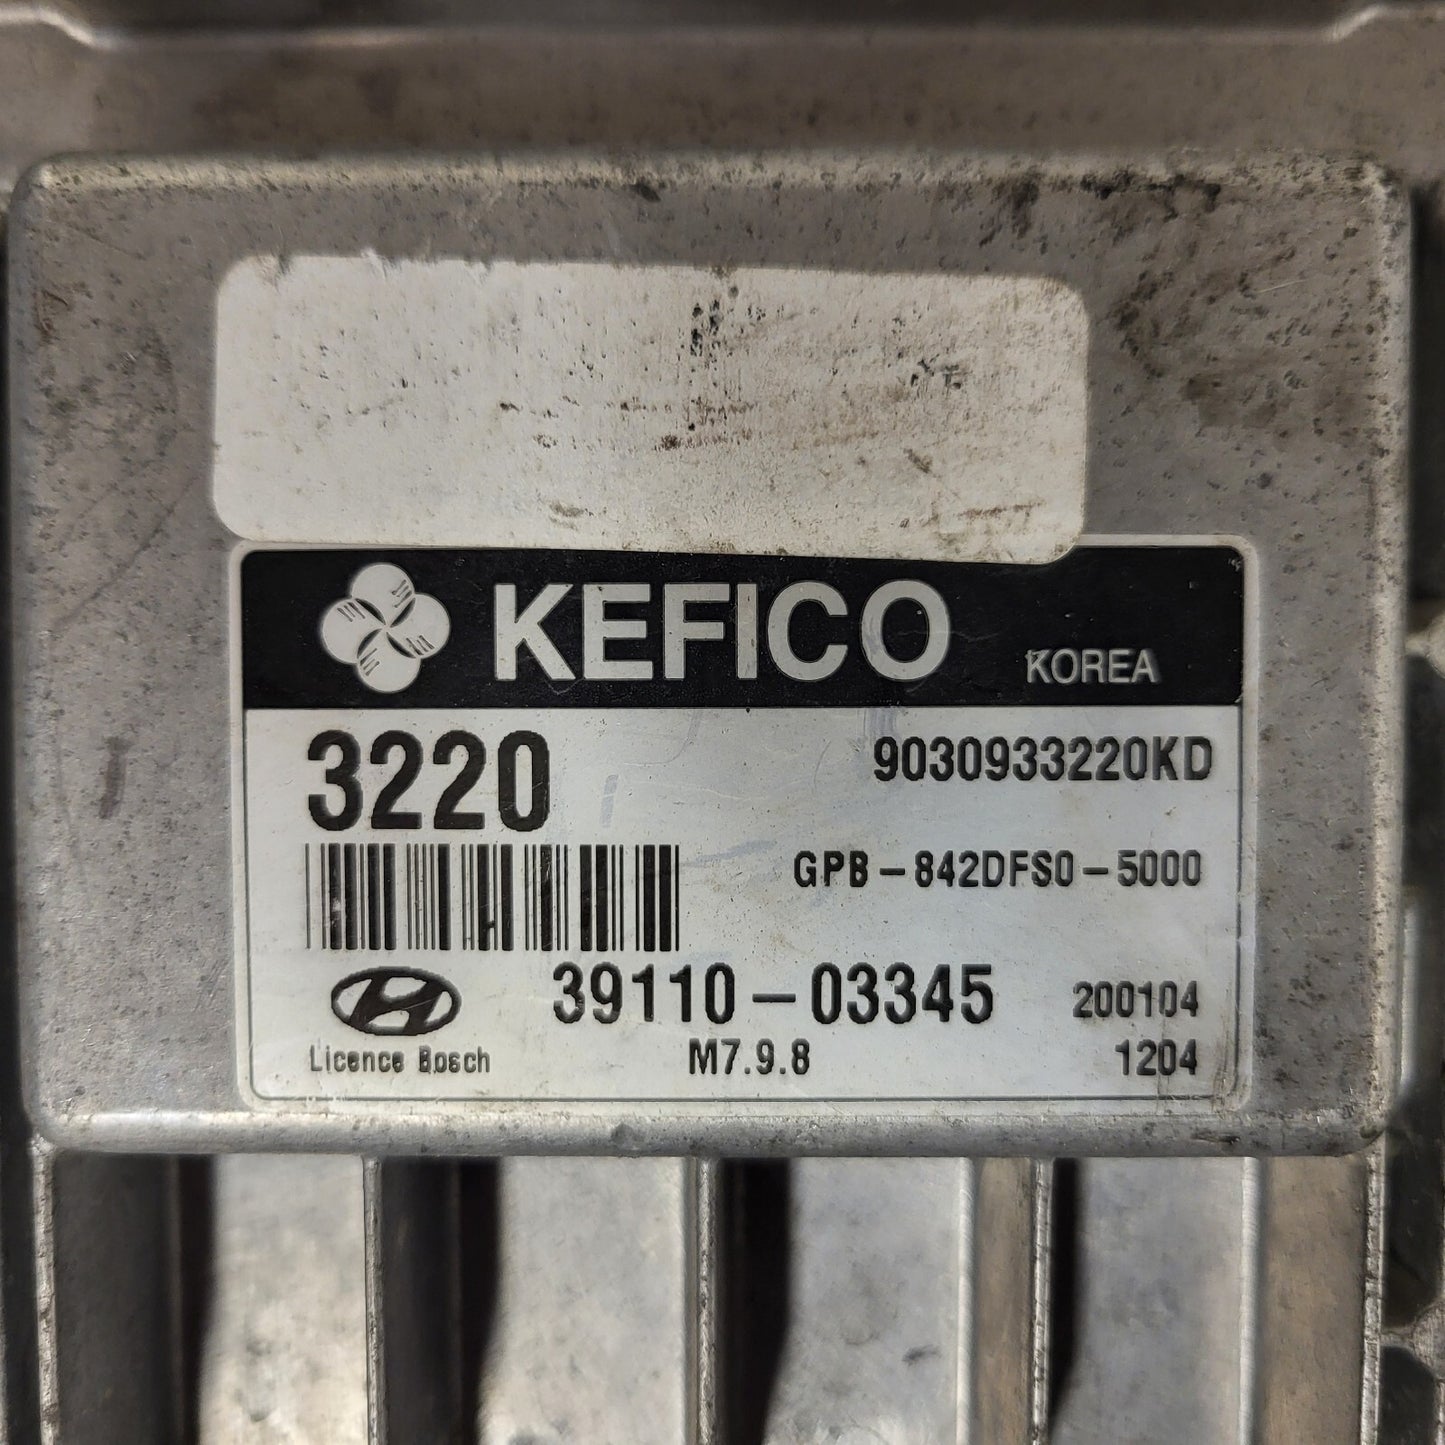 KEFICO KOREA
3220 9030933220KD
GPB-842DFS0-5000
39110-03345 200104
Licence Bosch M7.9.8 1204